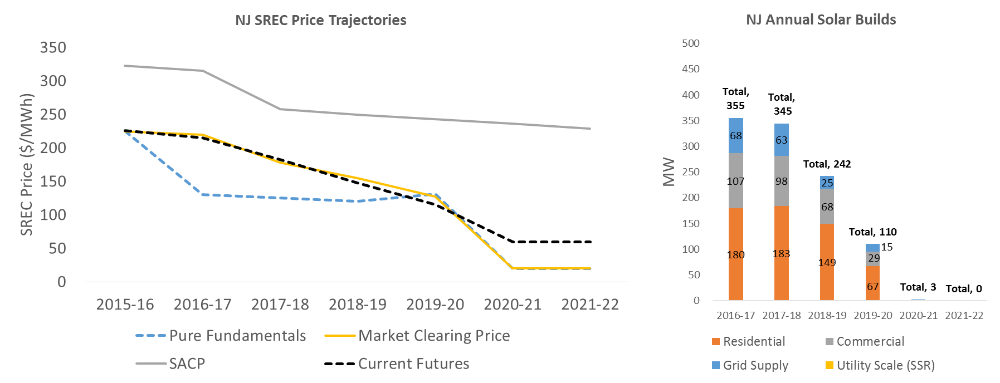 NJ SREC Price Trajectories
SREC Price ($/MWh)
350
300
250
200
150
100
50
0
2015-16 2016-17 2017-18 2018-19 2019-20 2020-21 2021-22
Pure Fundamentals Market Clearing Price
SACP Current Futures
NJ Annual Solar Builds
MW
500
450
400
350
300
250
200
150
100
50
0
Total,
355
68
107
180
Total,
345
63
98
183
Total, 242
25
68
149
Total, 110
15
29
67
Total, 3
Total, 0
2016-17 2017-18 2018-19 2019-20 2020-21 2021-22
Residential Commercial
Grid Supply Utility Scale (SSR)